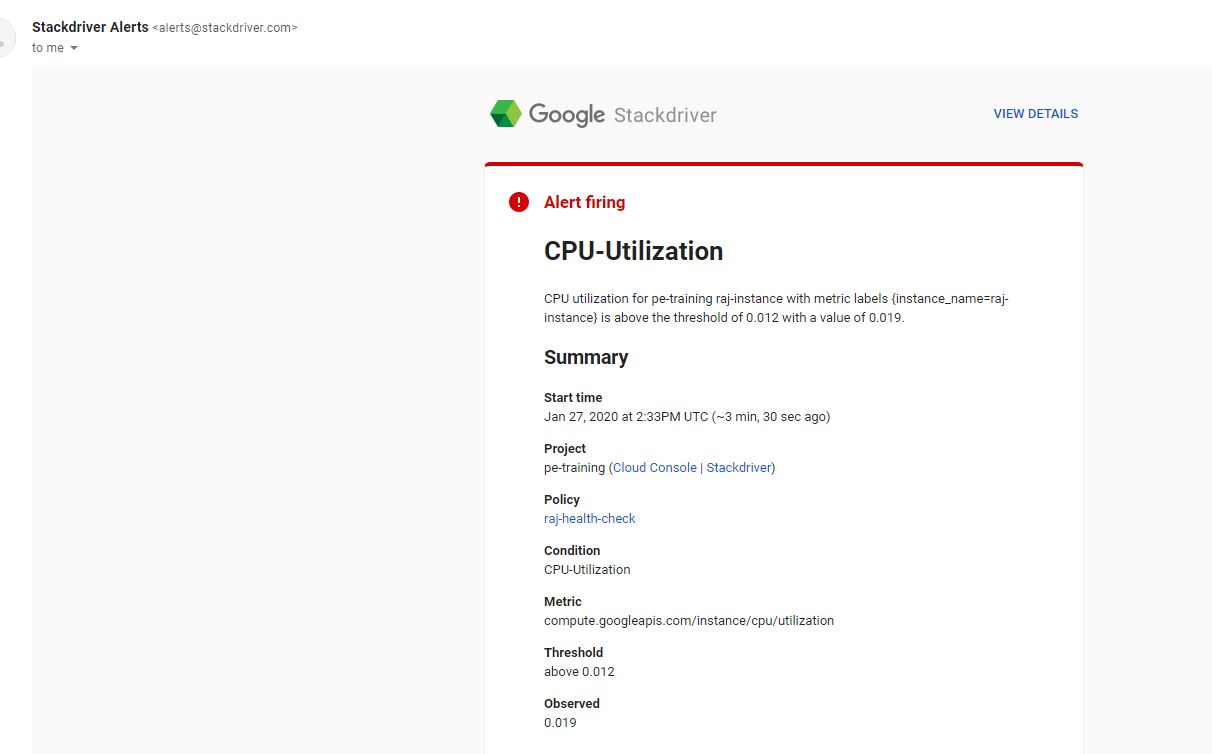 Stackdriver Alerts <alerts@stackdriver.com>
to me
Google Stackdriver
VIEW DETAILS
Alert firing
CPU-Utilization
CPU utilization for pe-training raj-instance with metric labels {instance_name=raj-
instance} is above the threshold of 0.012 with a value of 0.019.
Summary
Start time
Jan 27, 2020 at 2:33PM UTC (~3 min, 30 sec ago)
Project
pe-training (Cloud Console | Stackdriver)
Policy
raj-health-check
Condition
CPU-Utilization
Metric
compute.googleapis.com/instance/cpu/utilization
Threshold
above 0.012
Observed
0.019